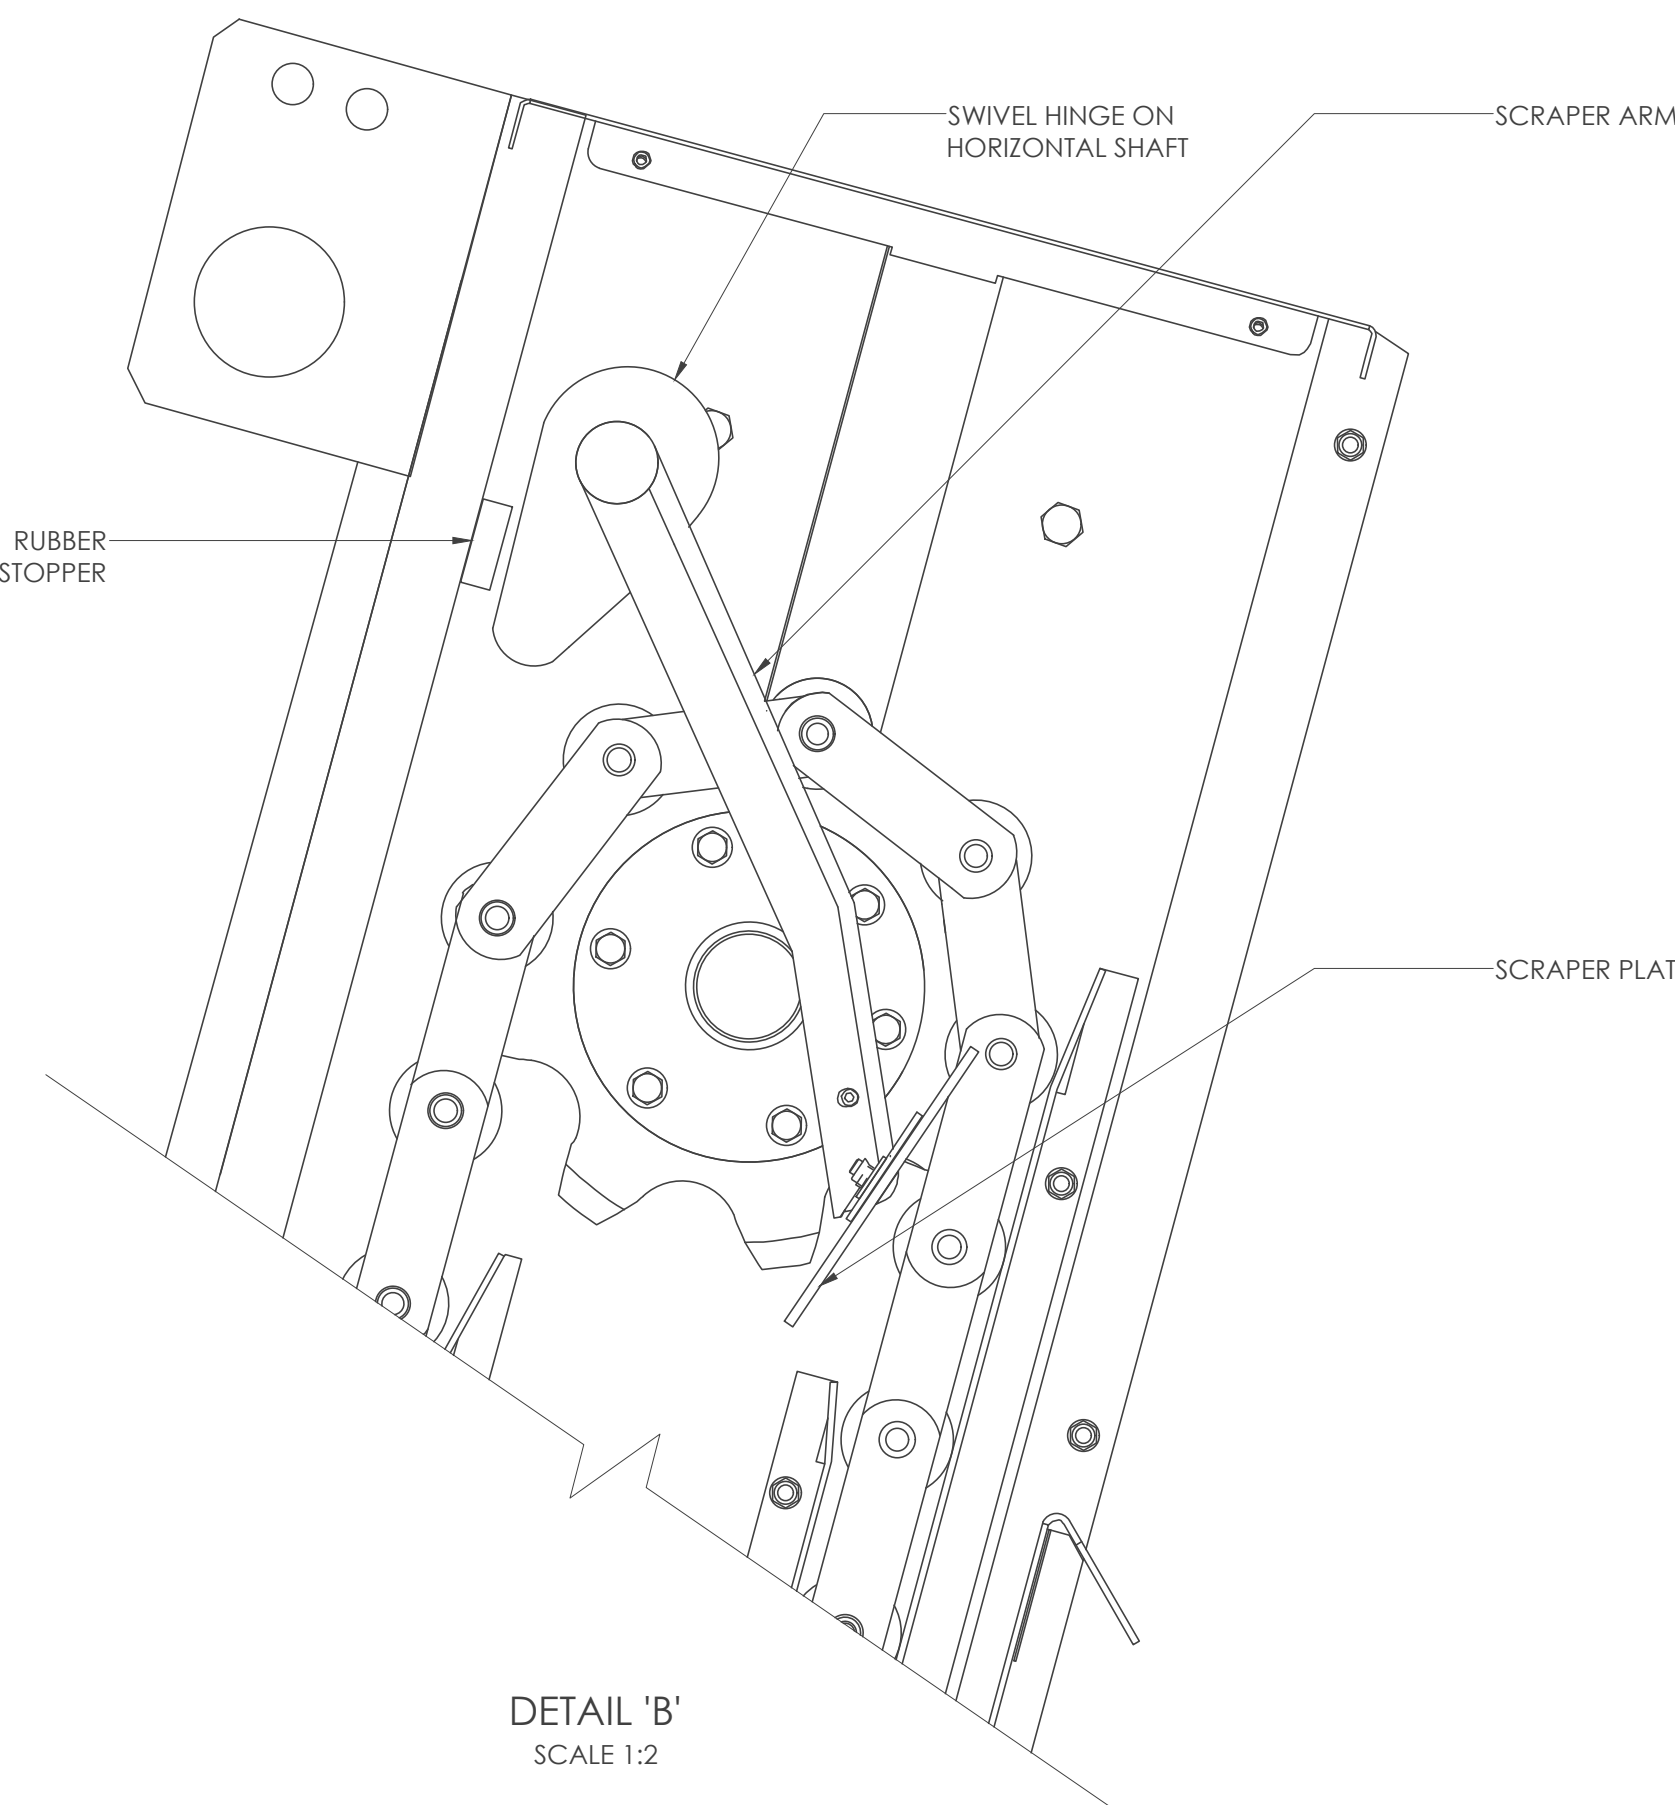 SWIVEL HINGE ON
HORIZONTAL SHAFT
SCRAPER ARM
RUBBER
STOPPER
SCRAPER PLAT
DETAIL 'B'
SCALE 1:2